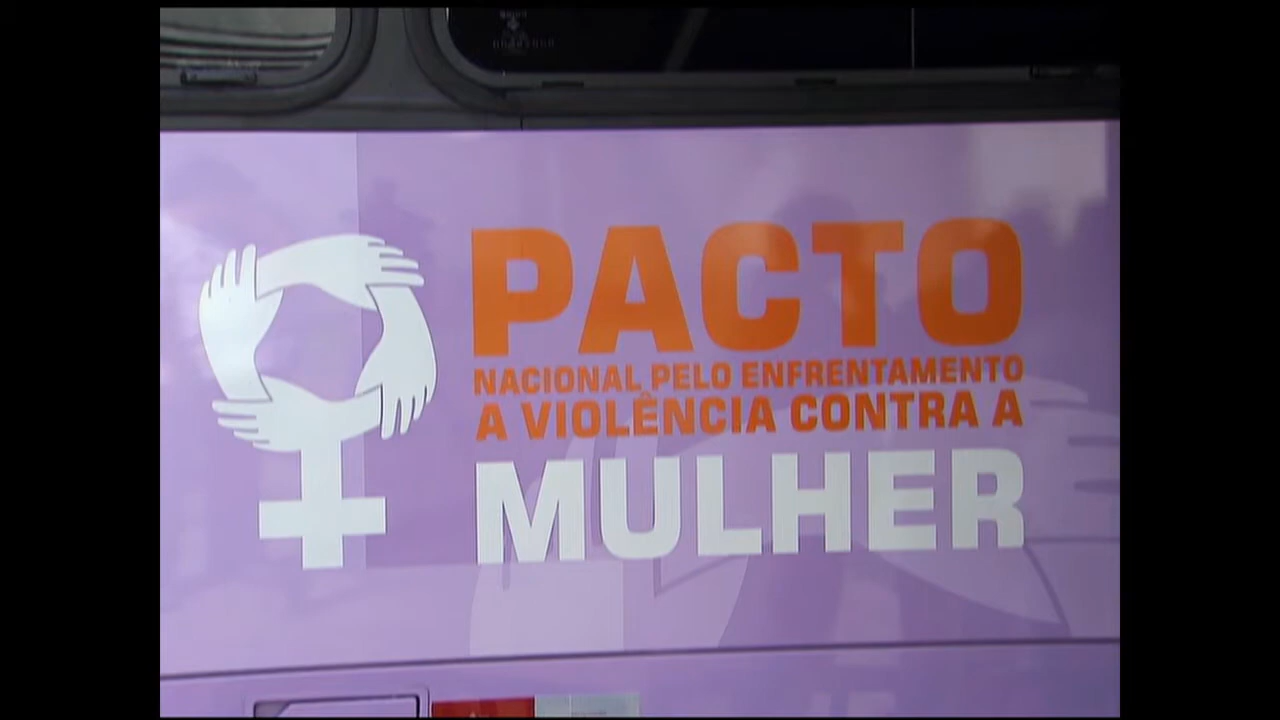 PACTO
NACIONAL PELO ENFRENTAMENTO
A VIOLÊNCIA CONTRA A
MULHER